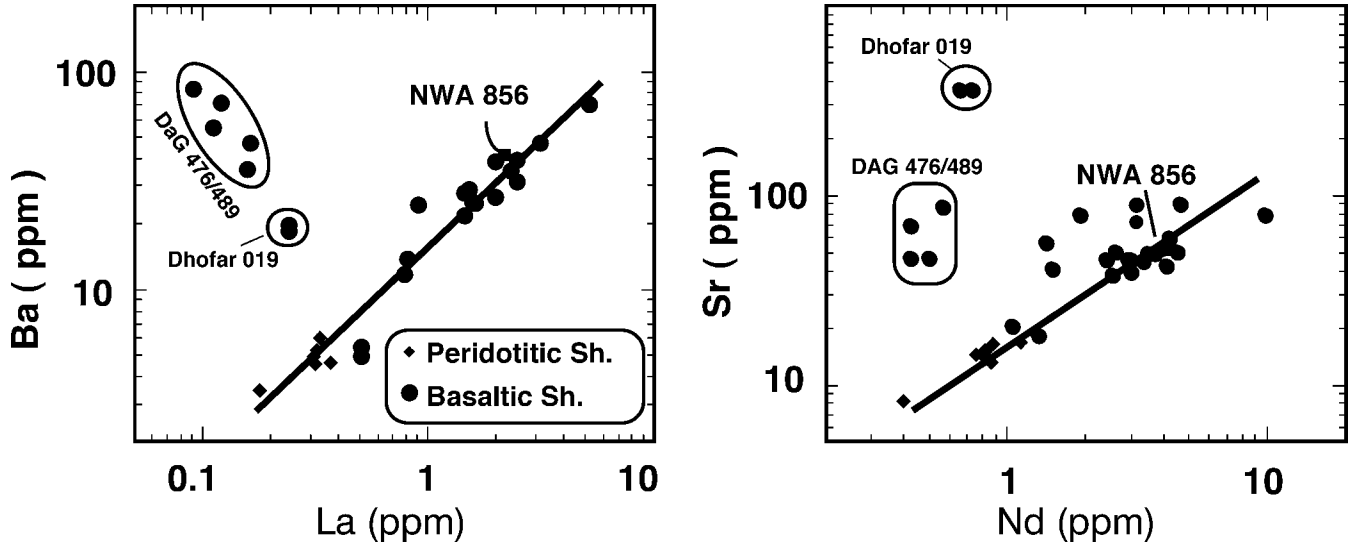 100
10
Ba ( ppm )
DaG 476/489
Dhofar 019
NWA 856
Peridotitic Sh.
Basaltic Sh.
0.1
1
10
La (ppm)
100
10
Sr ( ppm )
Dhofar 019
DAG 476/489
NWA 856
1
10
Nd (ppm)